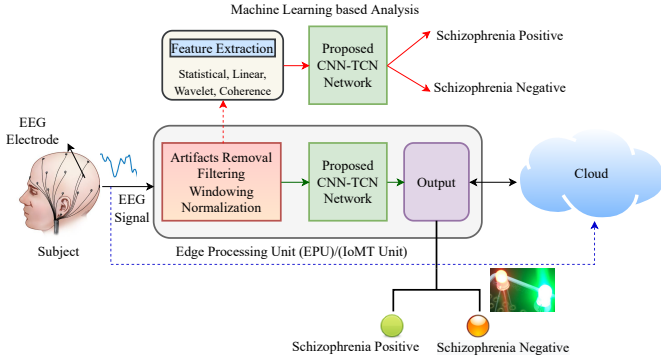 Machine Learning based Analysis
Feature Extraction
Statistical, Linear,
Wavelet, Coherence
Proposed
CNN-TCN
Network
Schizophrenia Positive
Schizophrenia Negative
EEG
Electrode
Artifacts Removal
Filtering
Windowing
Normalization
Proposed
CNN-TCN
Network
Output
Cloud
EEG
Signal
Subject
Edge Processing Unit (EPU)/(IoMT Unit)
Schizophrenia Positive
Schizophrenia Negative